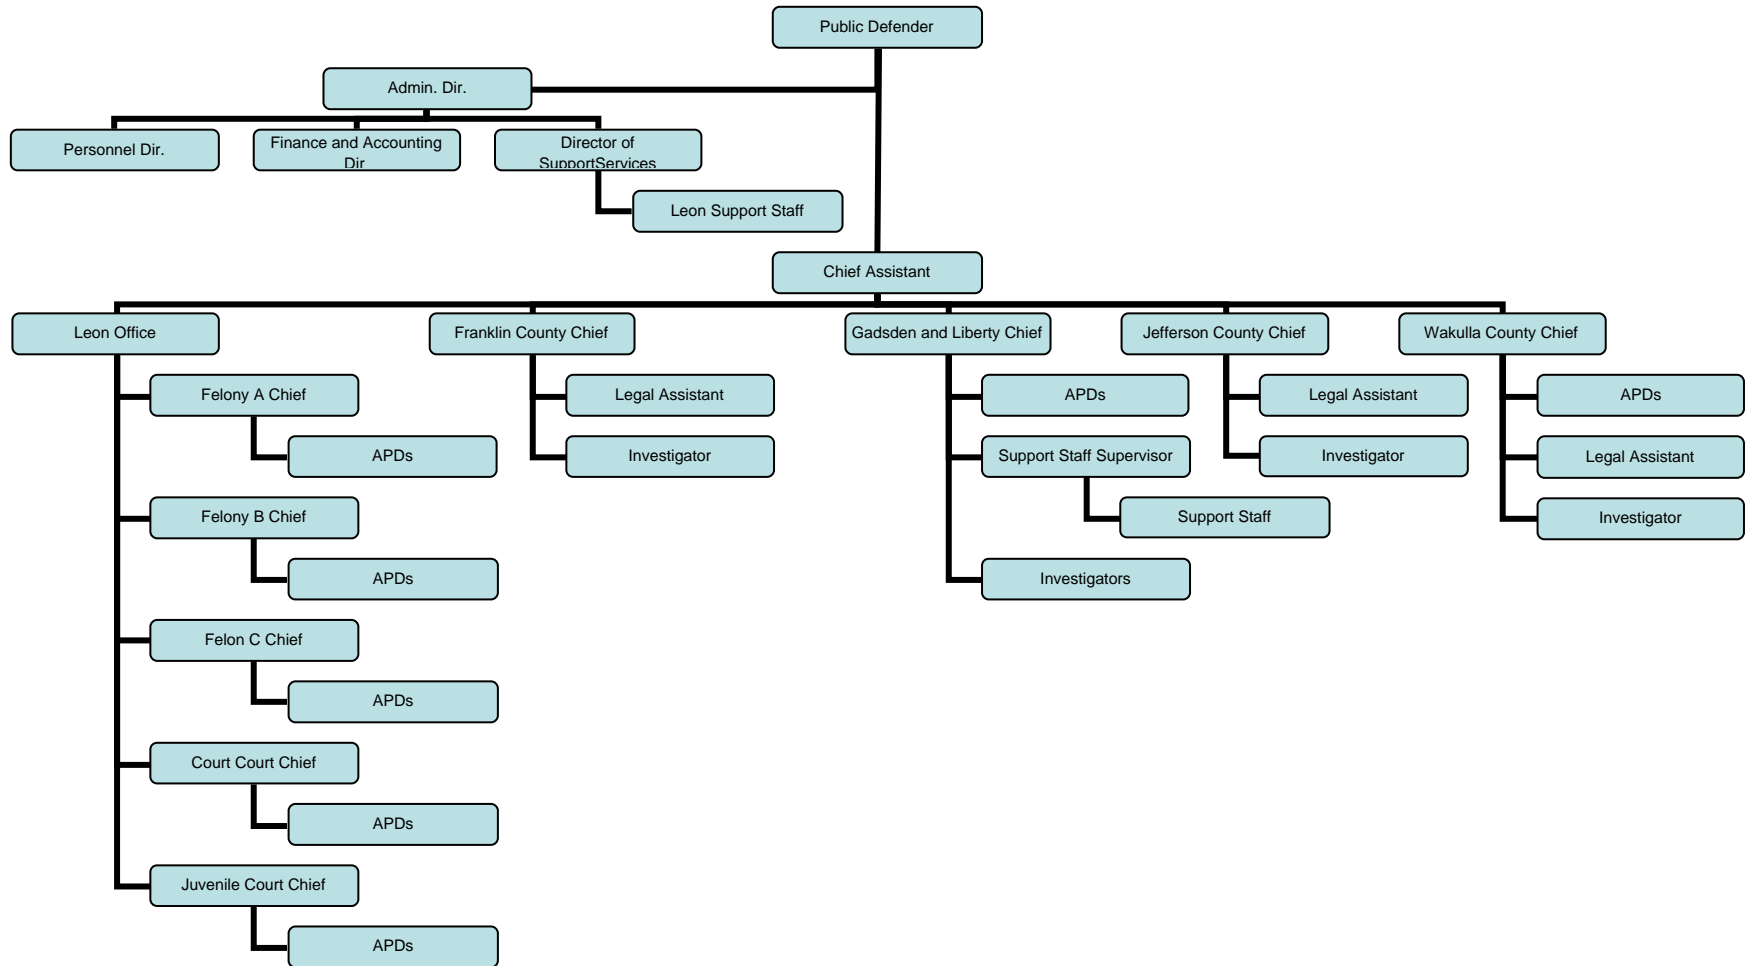 Public Defender
Admin. Dir.
Personnel Dir.
Finance and Accounting
Dir
Director of
SupportServices
Leon Support Staff
Chief Assistant
Leon Office
Franklin County Chief
Gadsden and Liberty Chief
Jefferson County Chief
Wakulla County Chief
Felony A Chief
Legal Assistant
APDs
Legal Assistant
APDs
APDs
Investigator
Support Staff Supervisor
Investigator
Legal Assistant
Felony B Chief
Support Staff
Investigator
APDs
Investigators
Felon C Chief
APDs
Court Court Chief
APDs
Juvenile Court Chief
APDs